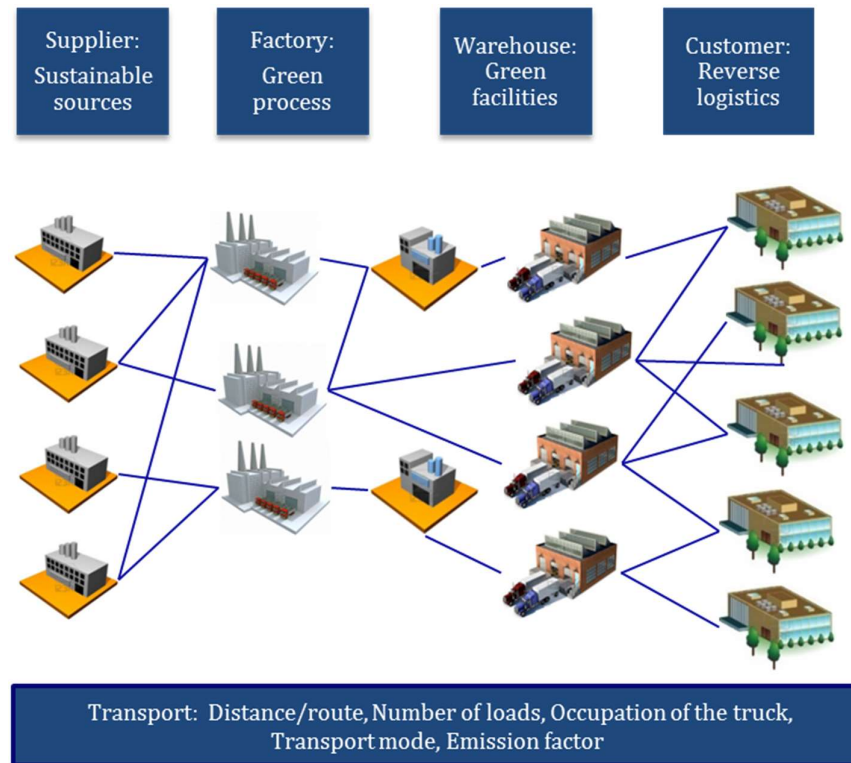 Supplier:
Sustainable
sources
Factory:
Green
process
Warehouse:
Green
facilities
Customer:
Reverse
logistics
Transport: Distance/route, Number of loads, Occupation of the truck,
Transport mode, Emission factor